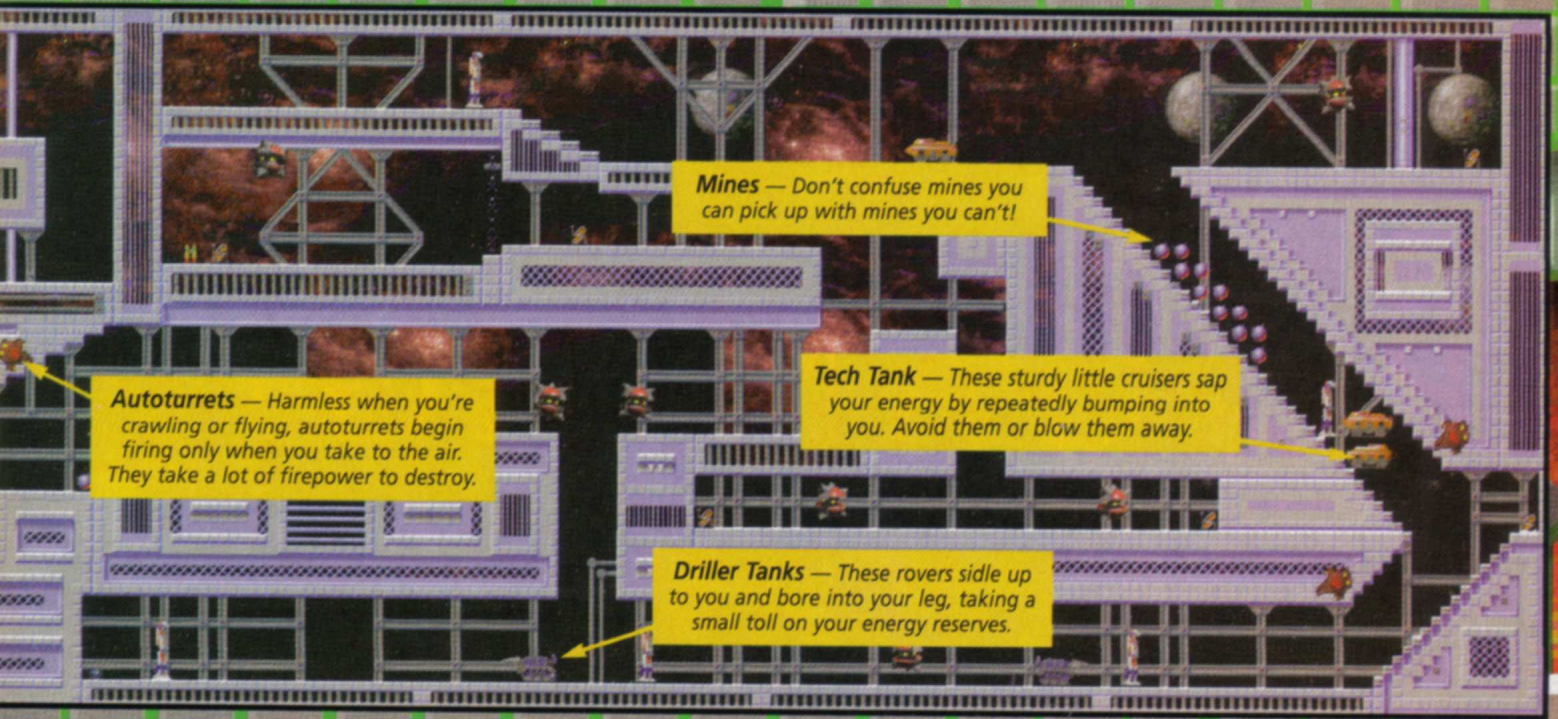 Mines — Don't confuse mines you
can pick up with mines you can't!
Autoturrets — Harmless when you're
crawling or flying, autoturrets begin
firing only when you take to the air.
They take a lot of firepower to destroy.
Tech Tank — These sturdy little cruisers sap
your energy by repeatedly bumping into
you. Avoid them or blow them away.
Driller Tanks — These rovers sidle up
to you and bore into your leg, taking a
small toll on your energy reserves.